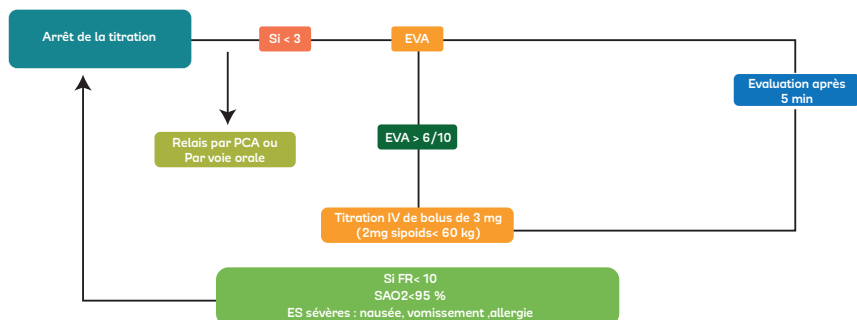 Arrêt de la titration
Si < 3
EVA
Evaluation après
5 min
Relais par PCA ou
Par voie orale
EVA > 6/10
Titration IV de bolus de 3 mg
(2mg sipoids< 60 kg)
Si FR< 10
SAO2<95 %
ES sévères : nausée, vomissement ,allergie